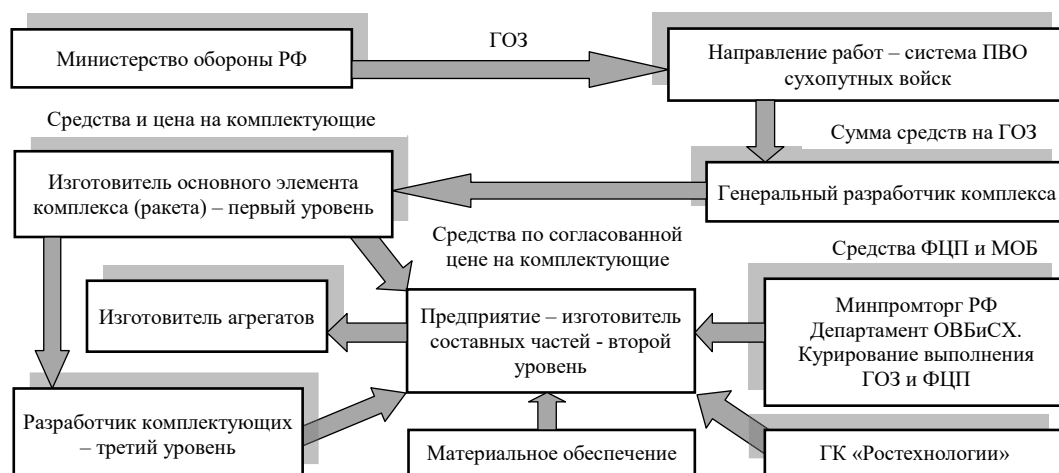 ГОЗ
Министерство обороны РФ
Направление работ – система ПВО
сухопутных войск
Средства и цена на комплектующие
Сумма средств на ГОЗ
Изготовитель основного элемента
комплекса (ракета) – первый уровень
Генеральный разработчик комплекса
Средства по согласованной
цене на комплектующие
Средства ФЦП и МОБ
Изготовитель агрегатов
Предприятие – изготовитель
составных частей - второй
уровень
Минпромторг РФ
Департамент ОВБиСХ.
Курирование выполнения
ГОЗ и ФЦП
Разработчик комплектующих
– третий уровень
Материальное обеспечение
ГК «Ростехнологии»